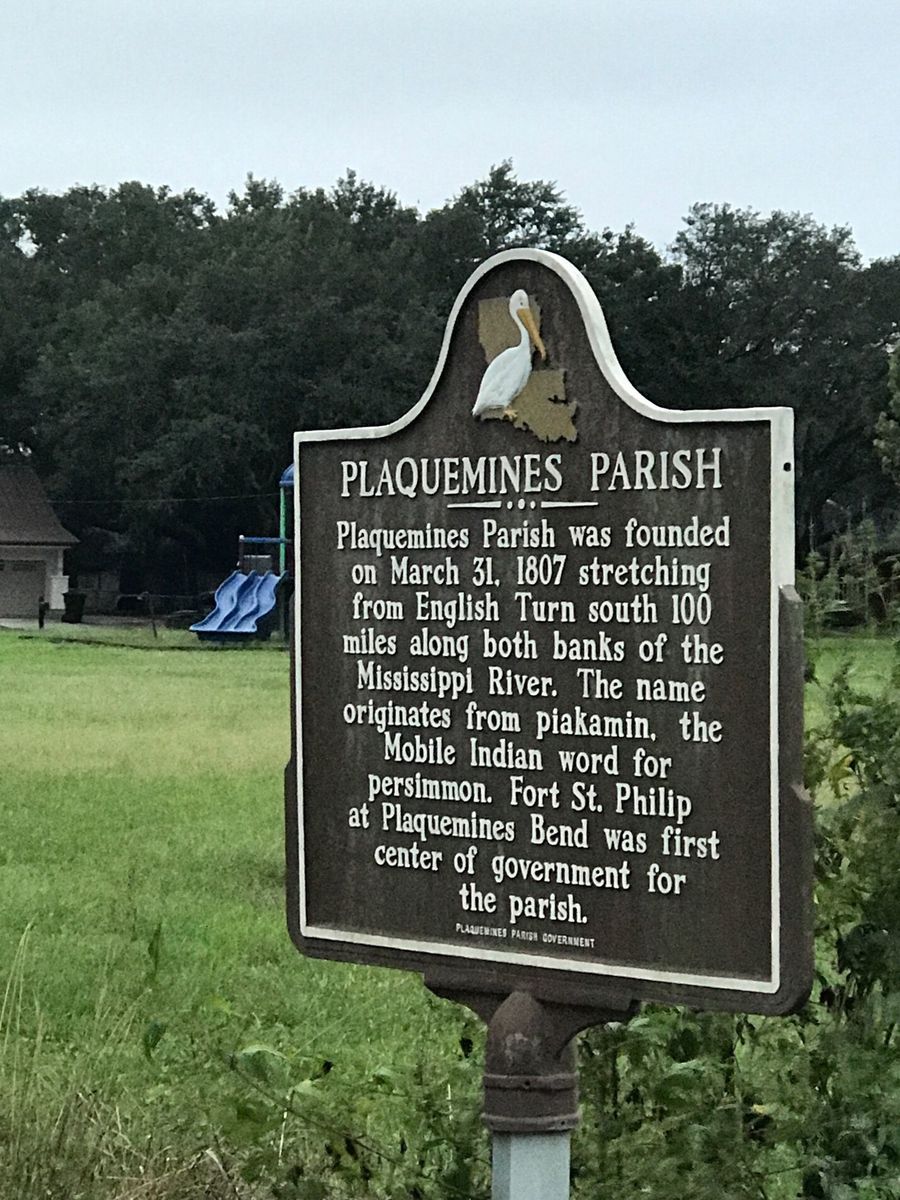 PLAQUEMINES PARISH
Plaquemines Parish was founded
on March 31, 1807 stretching
from English Turn south 100
miles along both banks of the
Mississippi River. The name
originates from piakamin, the
Mobile Indian word for
persimmon. Fort St. Philip
at Plaquemines Bend was first
center of government for
the parish.
PLAQUEMINES PARISH GOVERNMENT